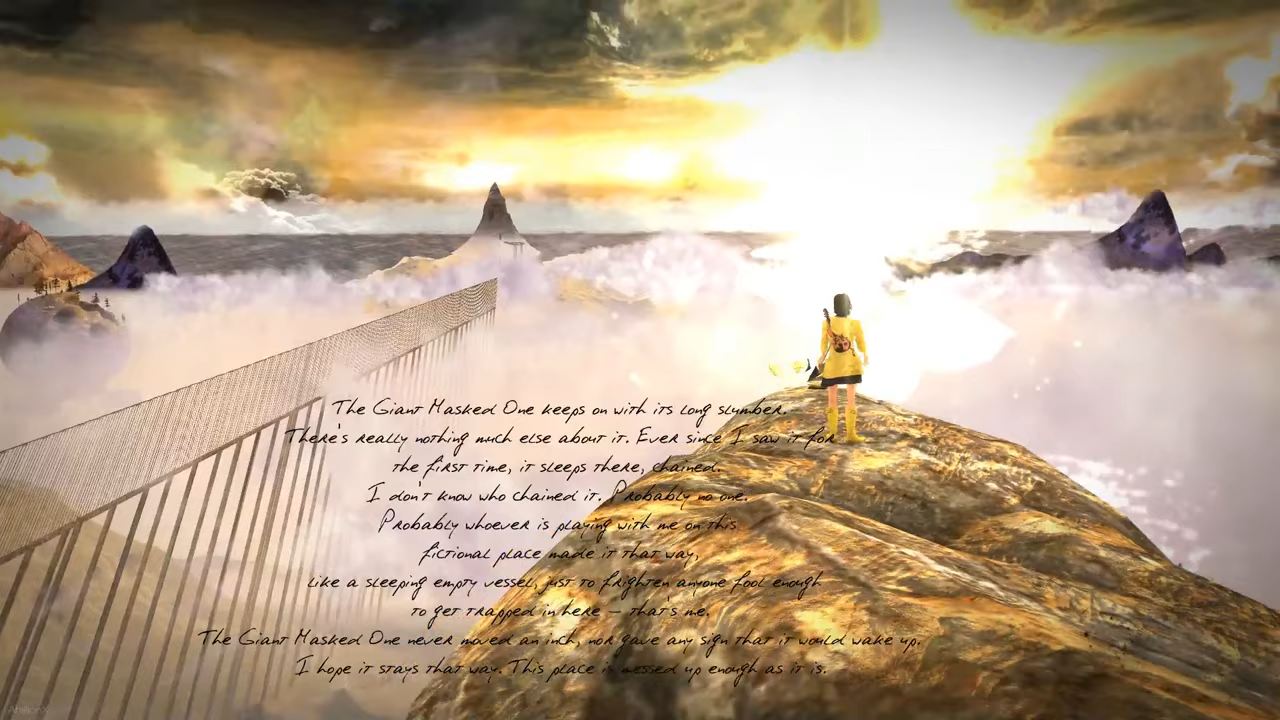 The Giant Masked One keeps on with its long slumber.
There's really nothing much else about it. Ever since I saw it for
the first time, it sleeps there, chained.
I don't know who chained it. Probably no one.
Probably whoever is playing with me on this
fictional place made it that way,
like a sleeping empty vessel, just to frighten anyone fool enough
to get trapped in here — that's me.
The Giant Masked One never moved an inch, nor gave any sign that it would wake up.
I hope it stays that way. This place is messed up enough as it is.